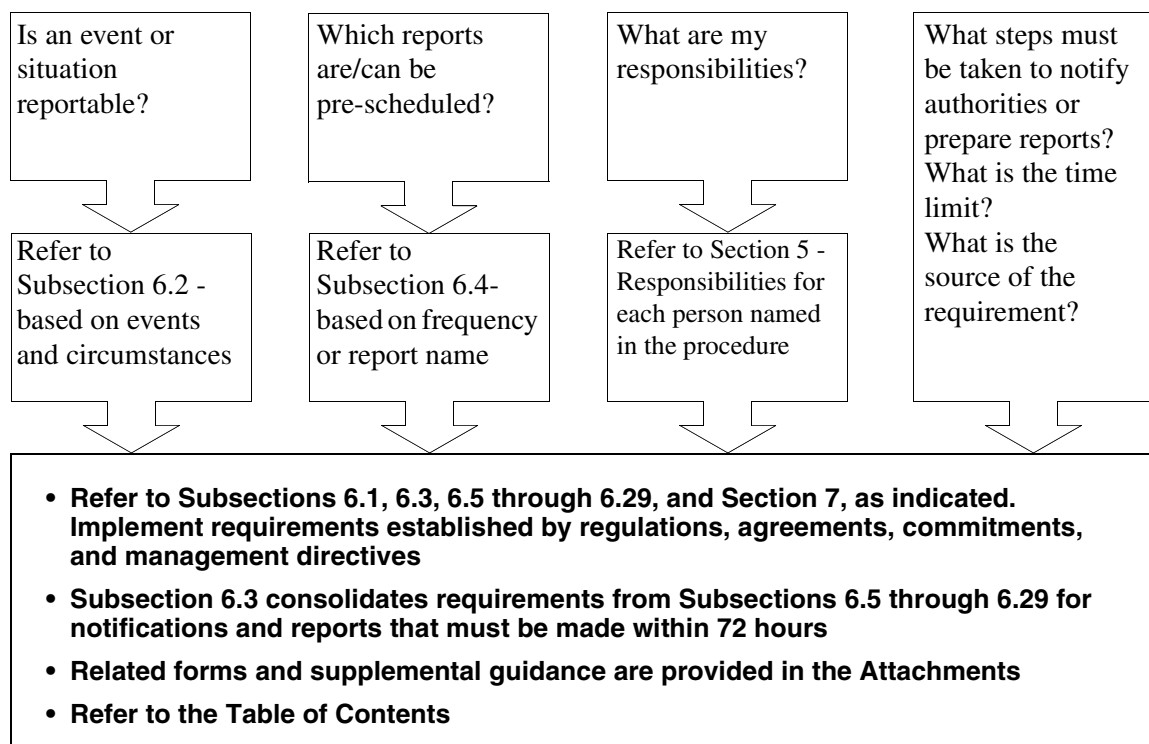 Is an event or
situation
reportable?
Which reports
are/can be
pre-scheduled?
What are my
responsibilities?
What steps must
be taken to notify
authorities or
prepare reports?
What is the time
limit?
What is the
source of the
requirement?
Refer to
Subsection 6.2 -
based on events
and circumstances
Refer to
Subsection 6.4-
based on frequency
or report name
Refer to Section 5 -
Responsibilities for
each person named
in the procedure
• Refer to Subsections 6.1, 6.3, 6.5 through 6.29, and Section 7, as indicated.
Implement requirements established by regulations, agreements, commitments,
and management directives
• Subsection 6.3 consolidates requirements from Subsections 6.5 through 6.29 for
notifications and reports that must be made within 72 hours
• Related forms and supplemental guidance are provided in the Attachments
• Refer to the Table of Contents